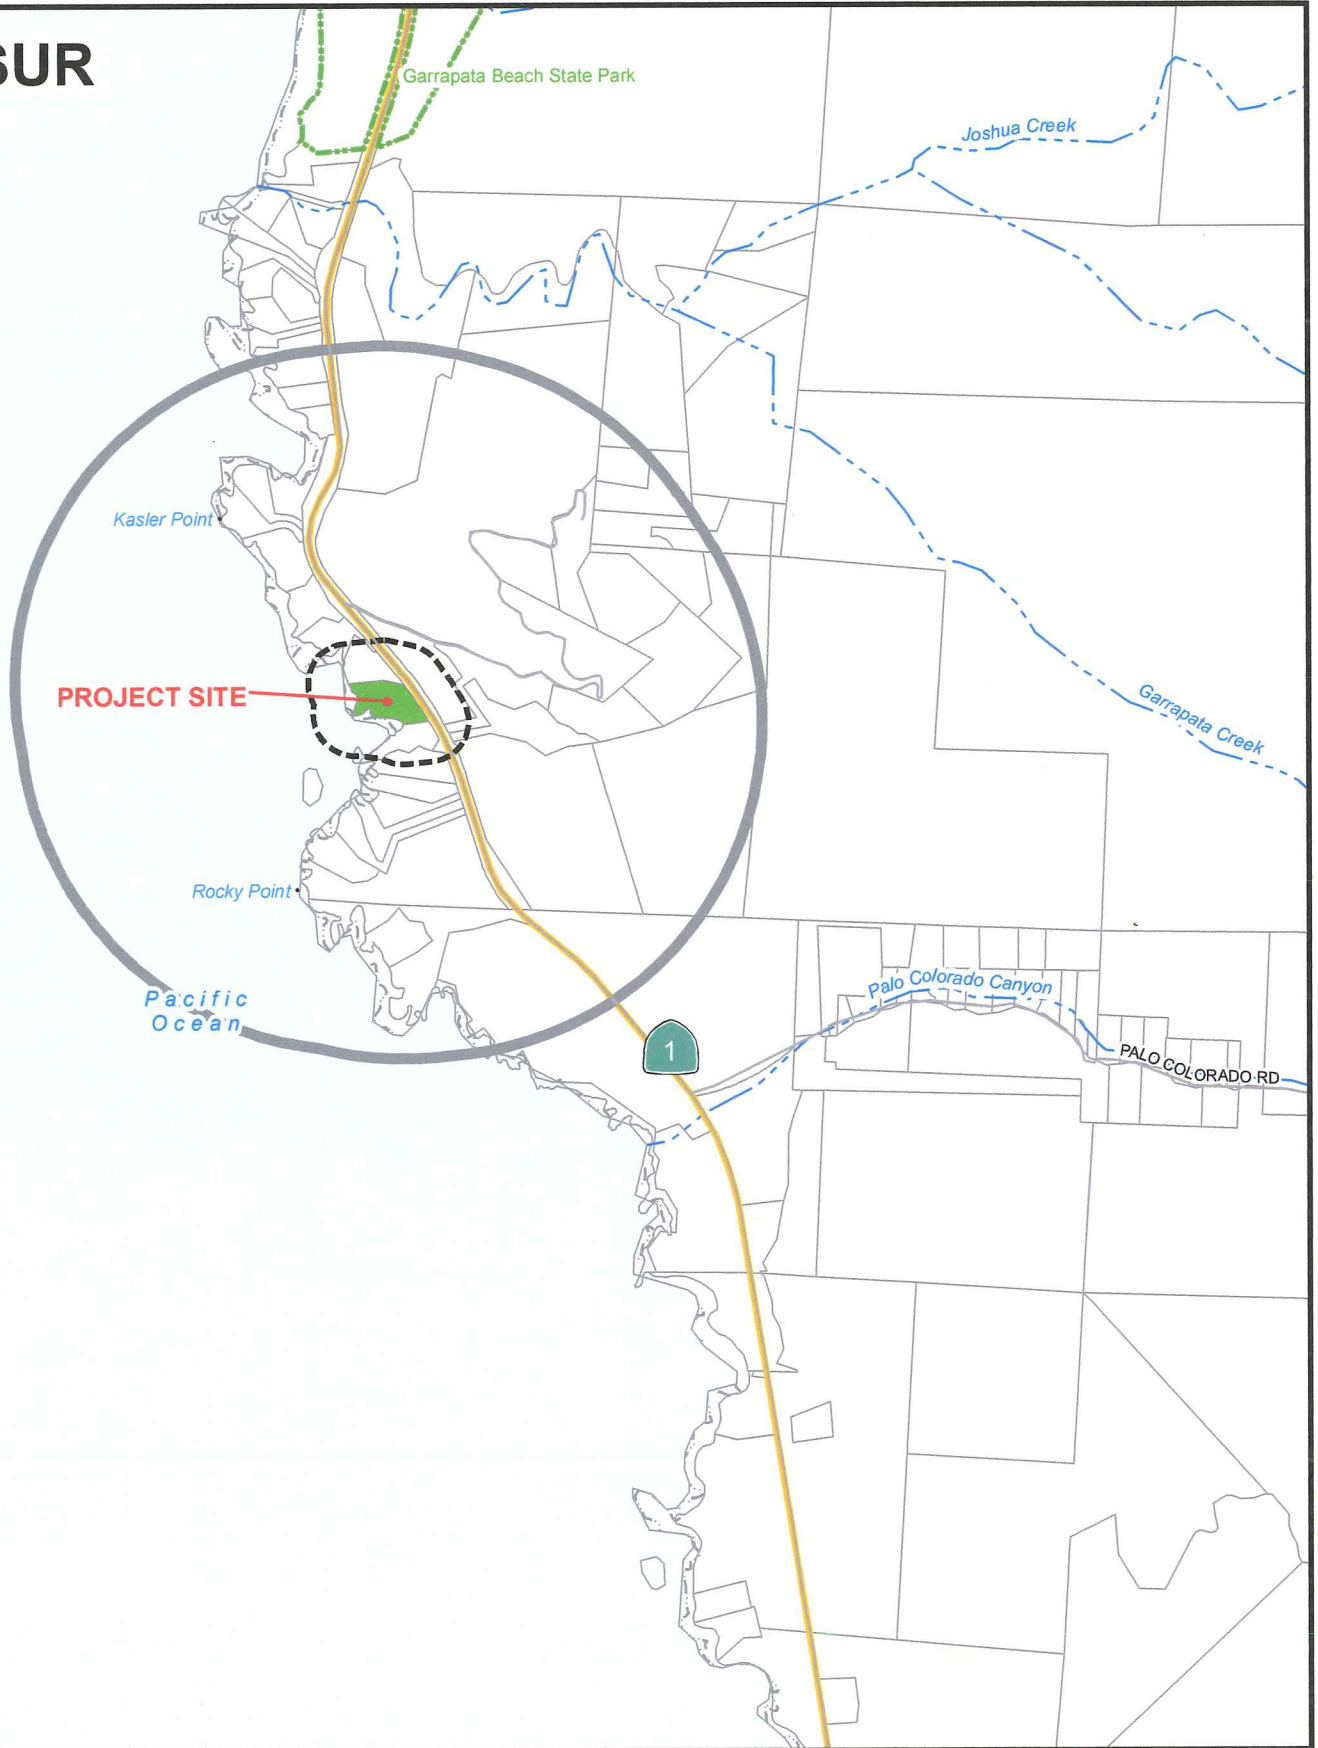 SUR
Garrapata Beach State Park
Joshua Creek
Kasler Point
PROJECT SITE
Garrapata Creek
Rocky Point
Pacific
Ocean
Palo Colorado Canyon
1
PALO COLORADO RD